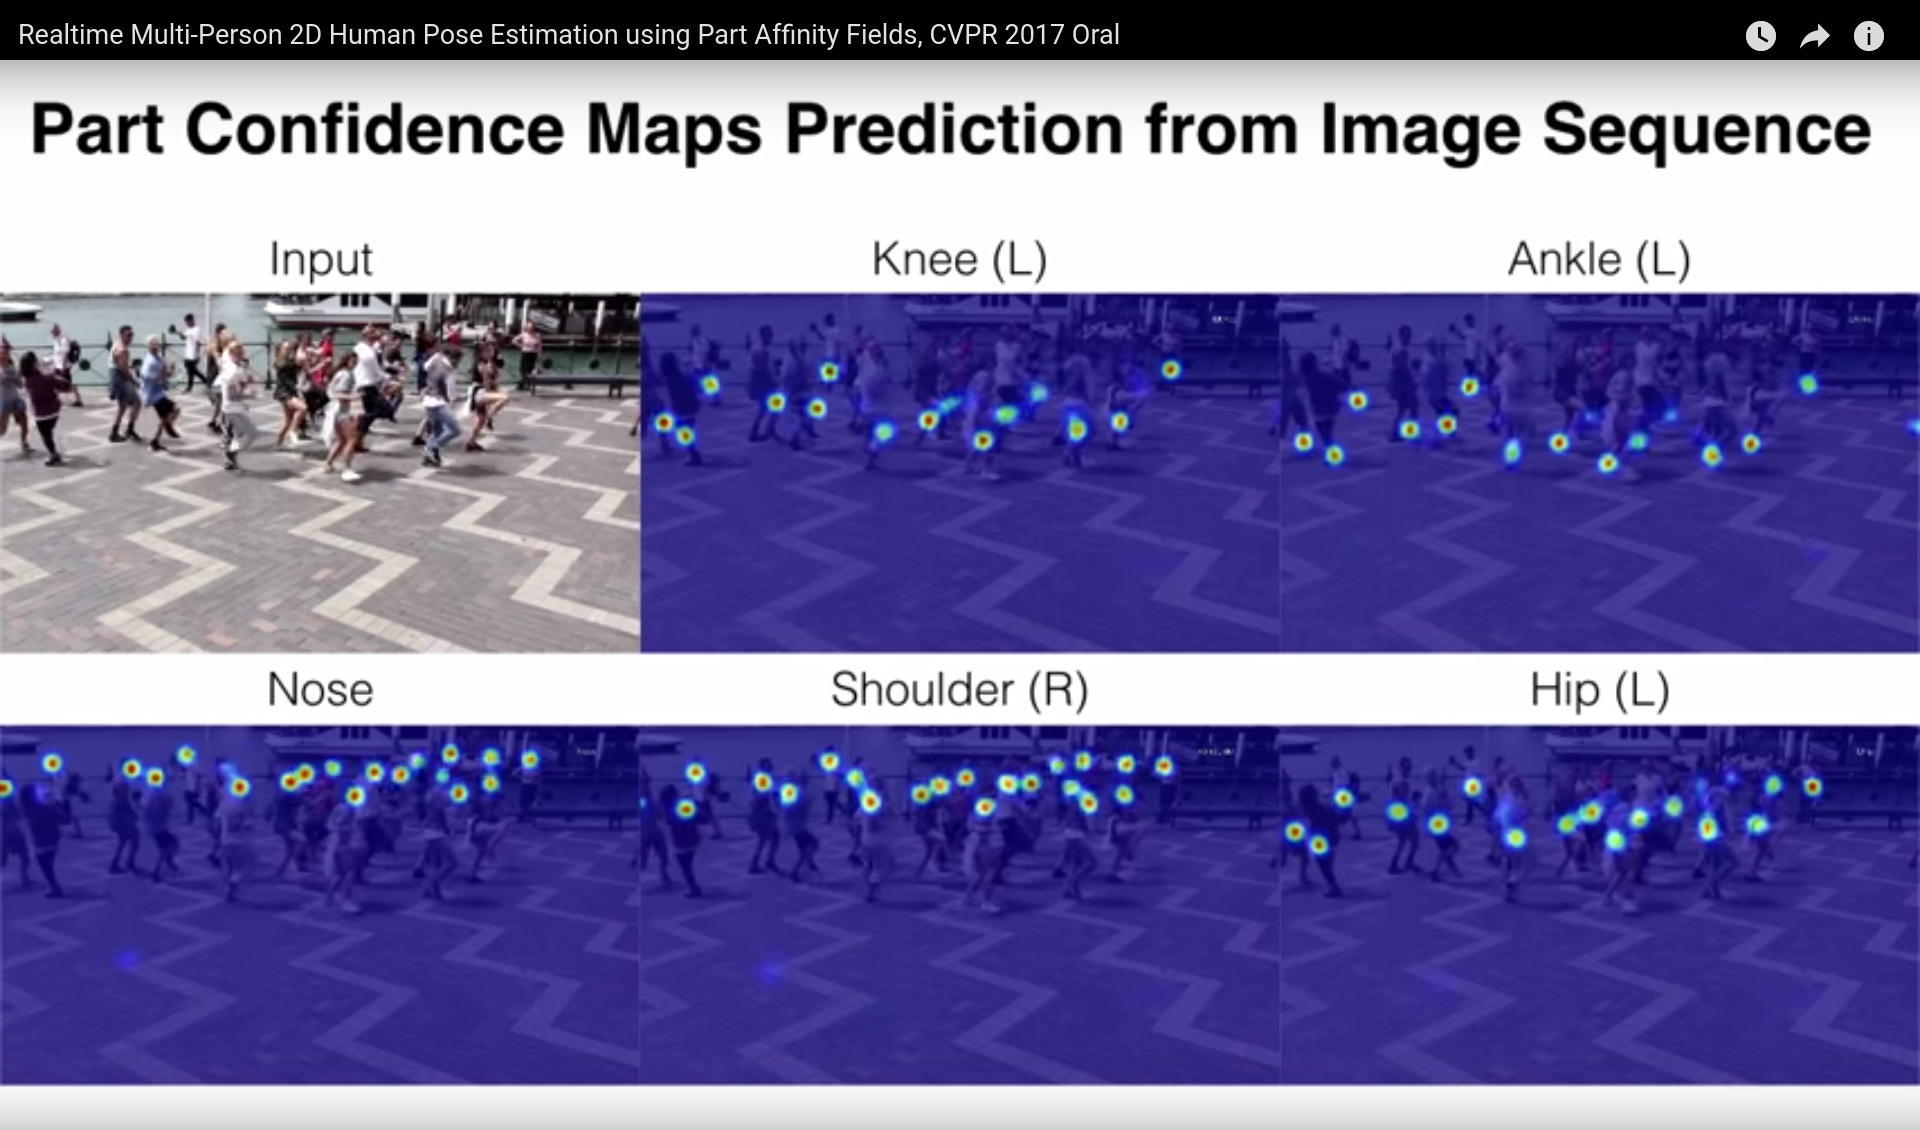 Realtime Multi-Person 2D Human Pose Estimation using Part Affinity Fields, CVPR 2017 Oral
Part Confidence Maps Prediction from Image Sequence
Input
Knee (L)
Ankle (L)
Nose
Shoulder (R)
Hip (L)